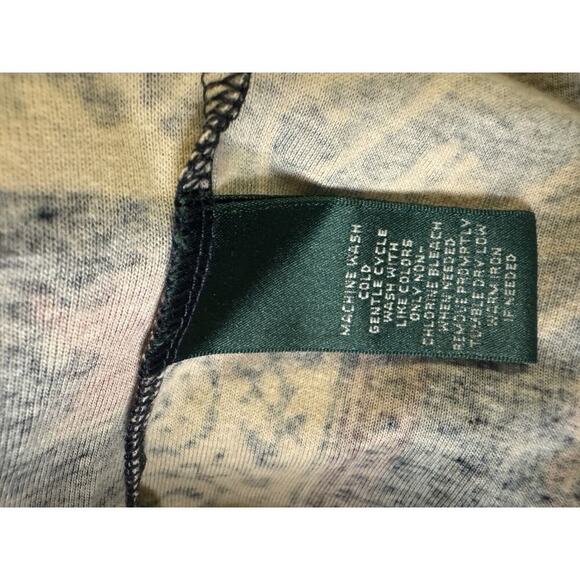 MACHINE WASH
COLD
GENTLE CYCLE
WASH WITH
LIKE COLORS
ONLY NON-
CHLORINE BLEACH
WHEN NEEDED
REMOVE PROMPTLY
TUMBLE DRY LOW
WARM IRON
IF NEEDED